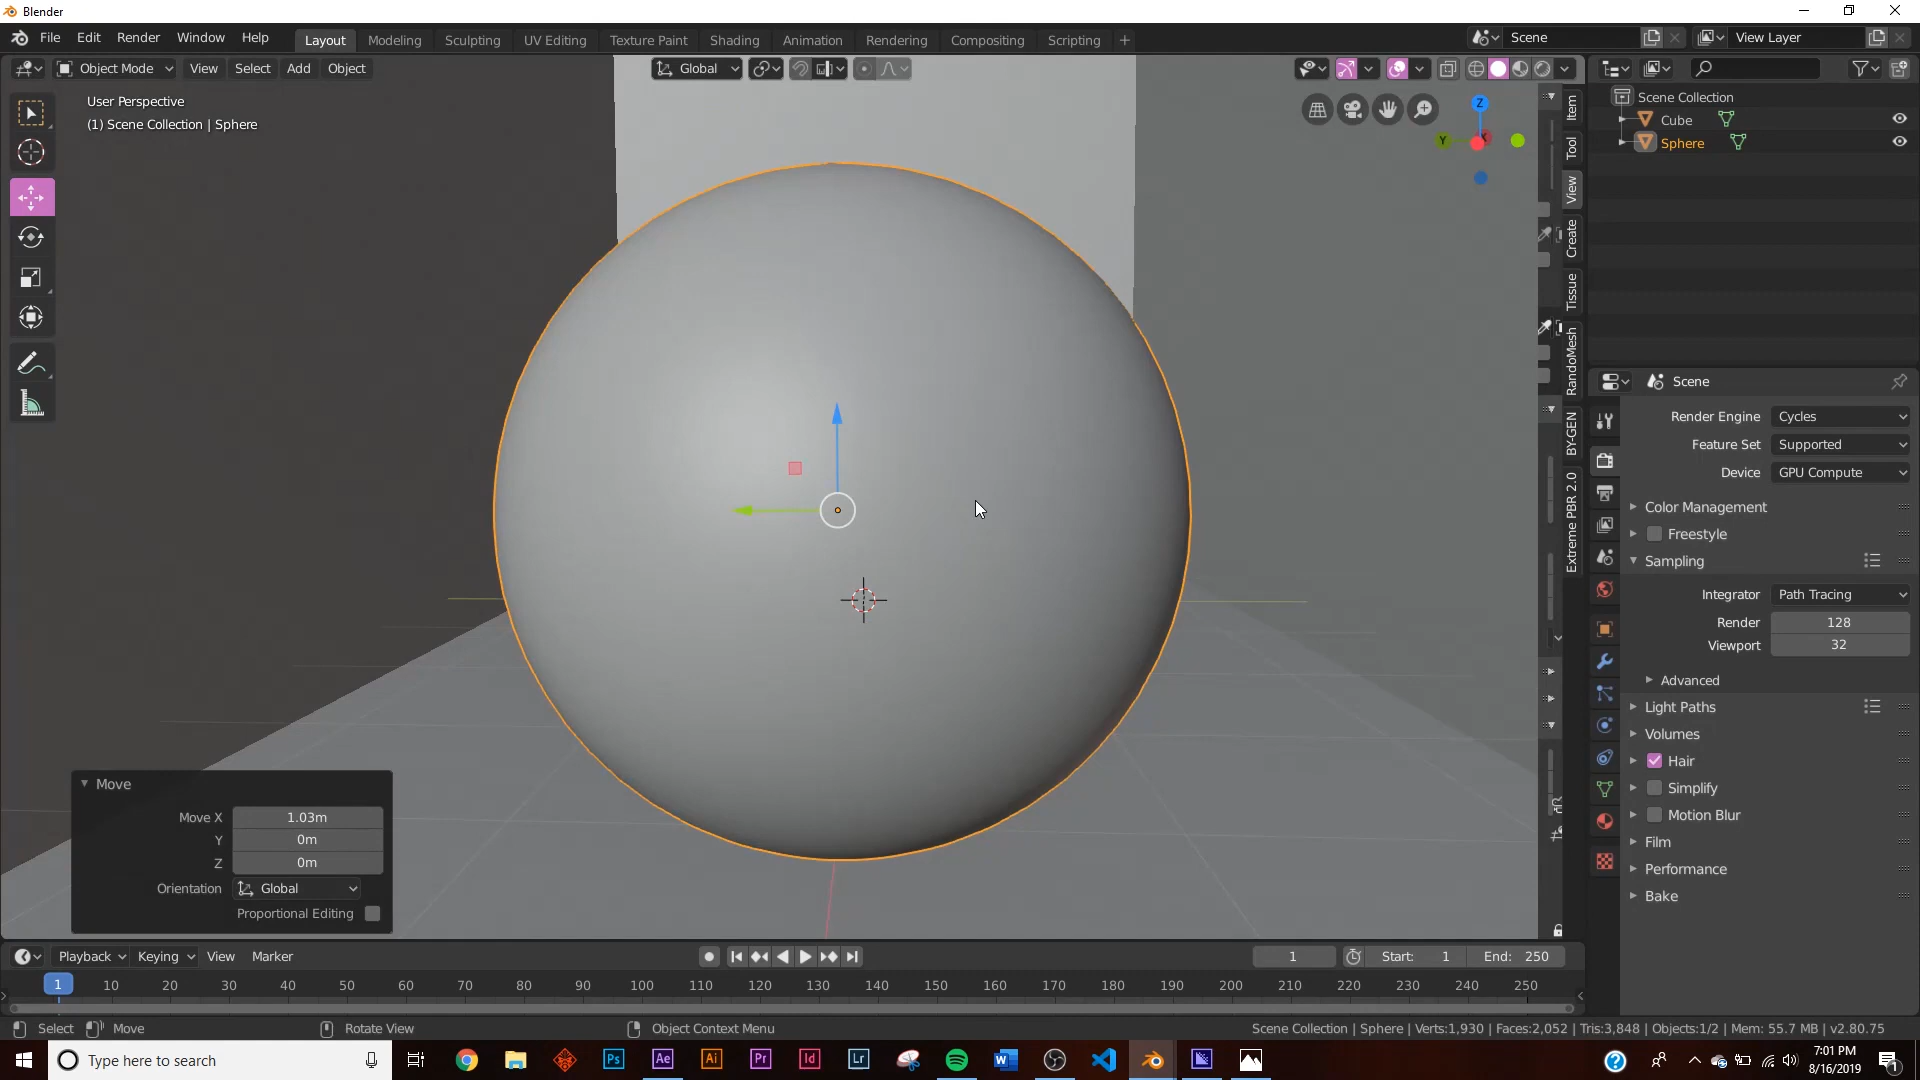 Blender
File Edit Render Window Help Layout Modeling Sculpting UV Editing Texture Paint Shading Animation Rendering Compositing Scripting + Scene View Layer
Object Mode View Select Add Object Global
User Perspective
(1) Scene Collection | Sphere
Z
Y
X
Item
Tool
View
Create
Tissue
RandoMesh
BY-GEN
Extreme PBR 2.0
Scene Collection
Cube
Sphere
Scene
Render Engine Cycles
Feature Set Supported
Device GPU Compute
Color Management
Freestyle
Sampling
Integrator Path Tracing
Render 128
Viewport 32
Advanced
Light Paths
Volumes
Hair
Simplify
Motion Blur
Film
Performance
Bake
Move
Move X 1.03m
Y 0m
Z 0m
Orientation Global
Proportional Editing
Playback Keying View Marker 1 Start: 1 End: 250
1 10 20 30 40 50 60 70 80 90 100 110 120 130 140 150 160 170 180 190 200 210 220 230 240 250
Select Move Rotate View Object Context Menu Scene Collection | Sphere | Verts:1,930 | Faces:2,052 | Tris:3,848 | Objects:1/2 | Mem: 55.7 MB | v2.80.75
Type here to search Ps Ae Ai Pr Id Lr W
7:01 PM
8/16/2019
1